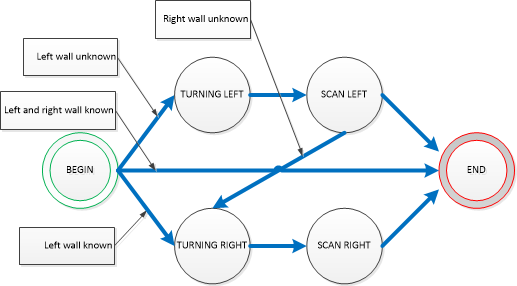 Right wall unknown
Left wall unknown
TURNING LEFT
SCAN LEFT
Left and right wall known
BEGIN
END
Left wall known
TURNING RIGHT
SCAN RIGHT